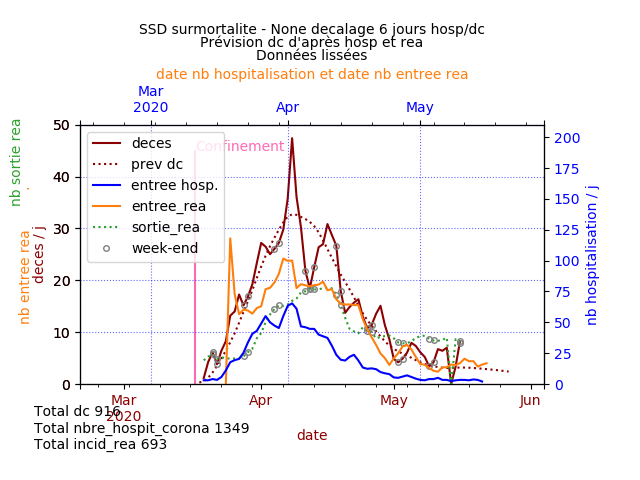 SSD surmortalite - None decalage 6 jours hosp/dc
Prévision dc d'après hosp et rea
Données lissées
date nb hospitalisation et date nb entree rea
Mar
2020
Apr
May
nb sortie rea
.
nb entree rea
deces / j
50
40
30
20
10
0
200
175
150
125
100
75
50
25
0
nb hospitalisation / j
Confinement
deces
prev dc
entree hosp.
entree_rea
sortie_rea
week-end
Mar
2020
Apr
May
Jun
date
Total dc 916
Total nbre_hospit_corona 1349
Total incid_rea 693